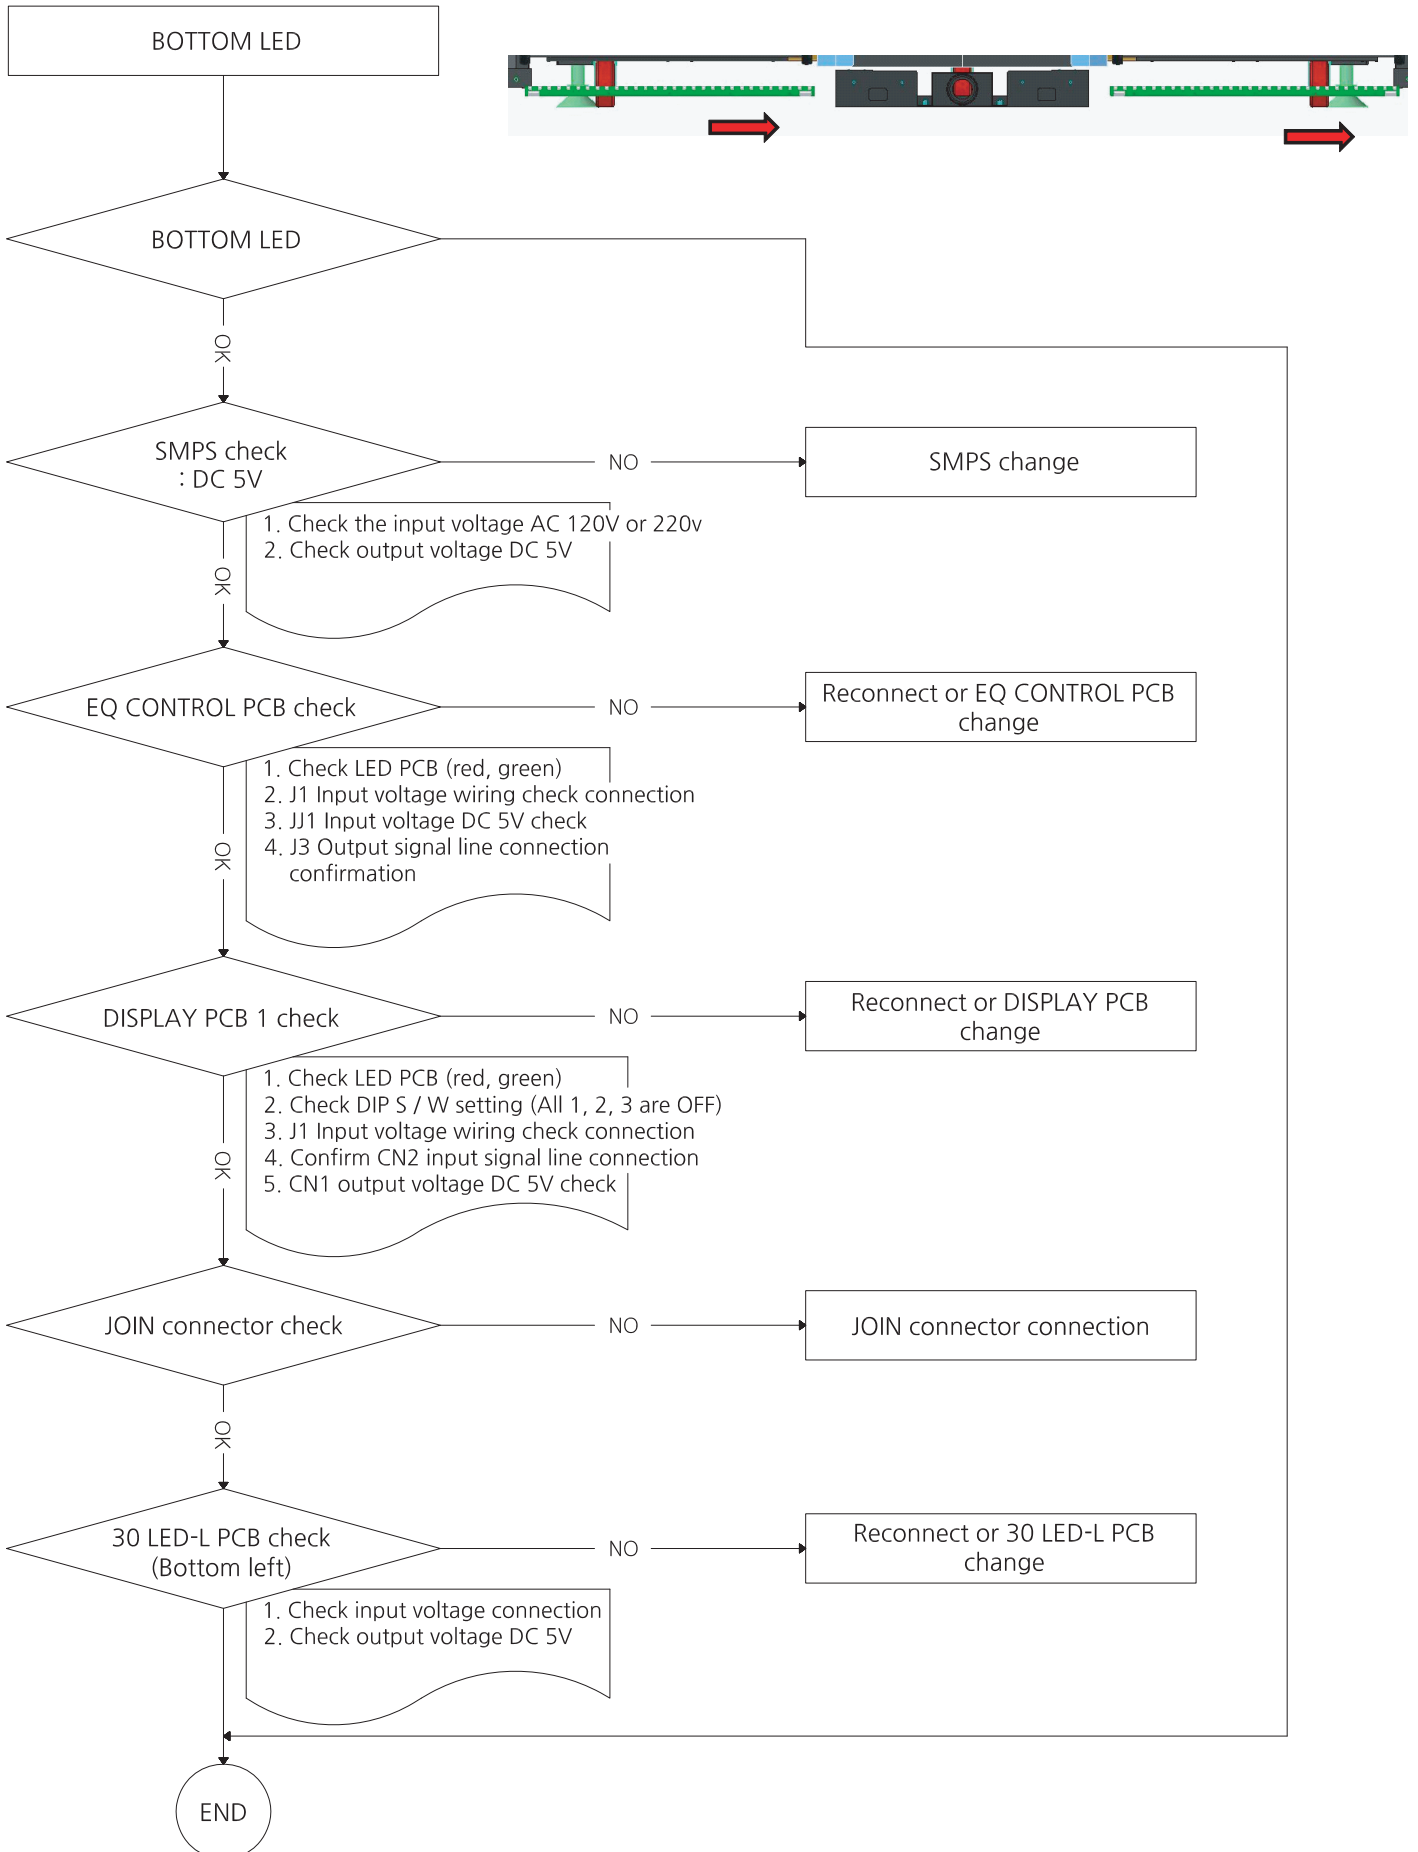 BOTTOM LED
BOTTOM LED
OK
SMPS check
: DC 5V
NO
SMPS change
1. Check the input voltage AC 120V or 220v
2. Check output voltage DC 5V
OK
EQ CONTROL PCB check
NO
Reconnect or EQ CONTROL PCB
change
1. Check LED PCB (red, green)
2. J1 Input voltage wiring check connection
3. JJ1 Input voltage DC 5V check
4. J3 Output signal line connection
confirmation
OK
DISPLAY PCB 1 check
NO
Reconnect or DISPLAY PCB
change
1. Check LED PCB (red, green)
2. Check DIP S / W setting (All 1, 2, 3 are OFF)
3. J1 Input voltage wiring check connection
4. Confirm CN2 input signal line connection
5. CN1 output voltage DC 5V check
OK
JOIN connector check
NO
JOIN connector connection
OK
30 LED-L PCB check
(Bottom left)
NO
Reconnect or 30 LED-L PCB
change
1. Check input voltage connection
2. Check output voltage DC 5V
END